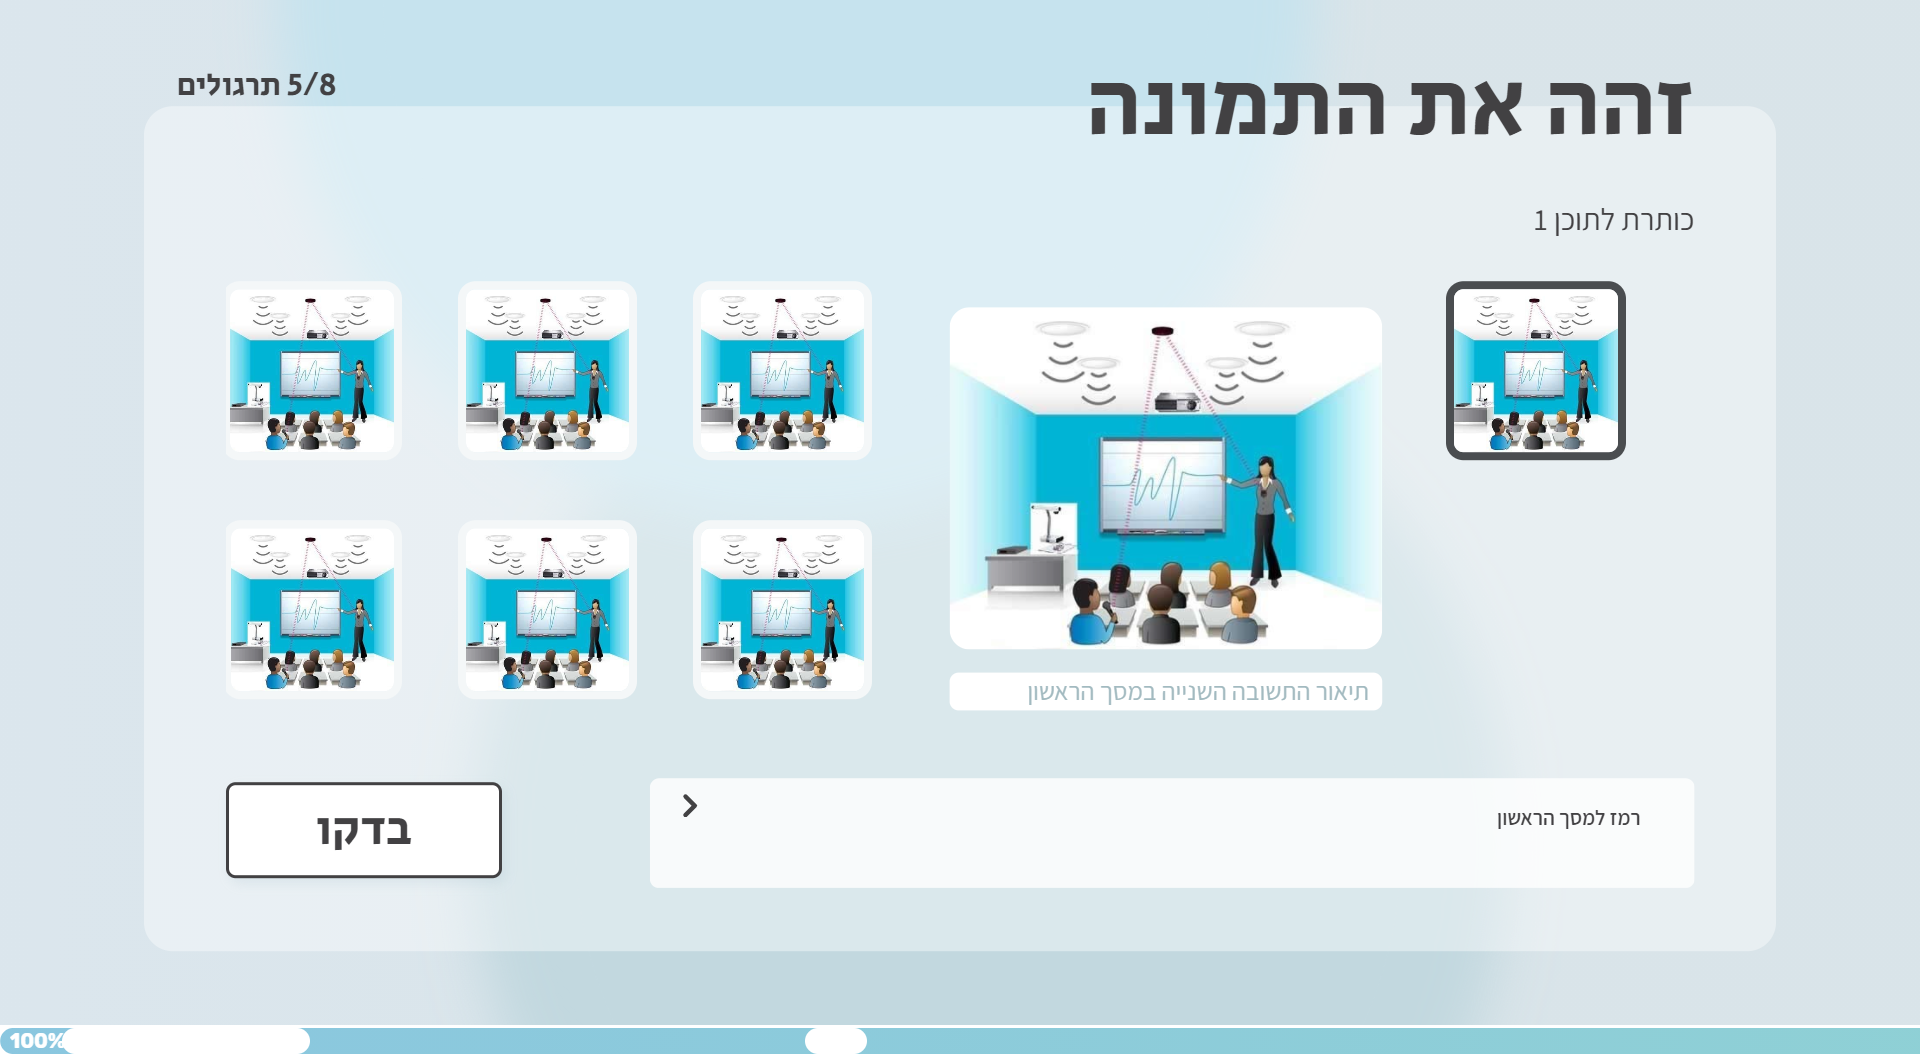 זהה את התמונה
5/8 תרגולים
כותרת לתוכן 1
תיאור התשובה השנייה במסך הראשון
רמז למסך הראשון
בדקו
100%